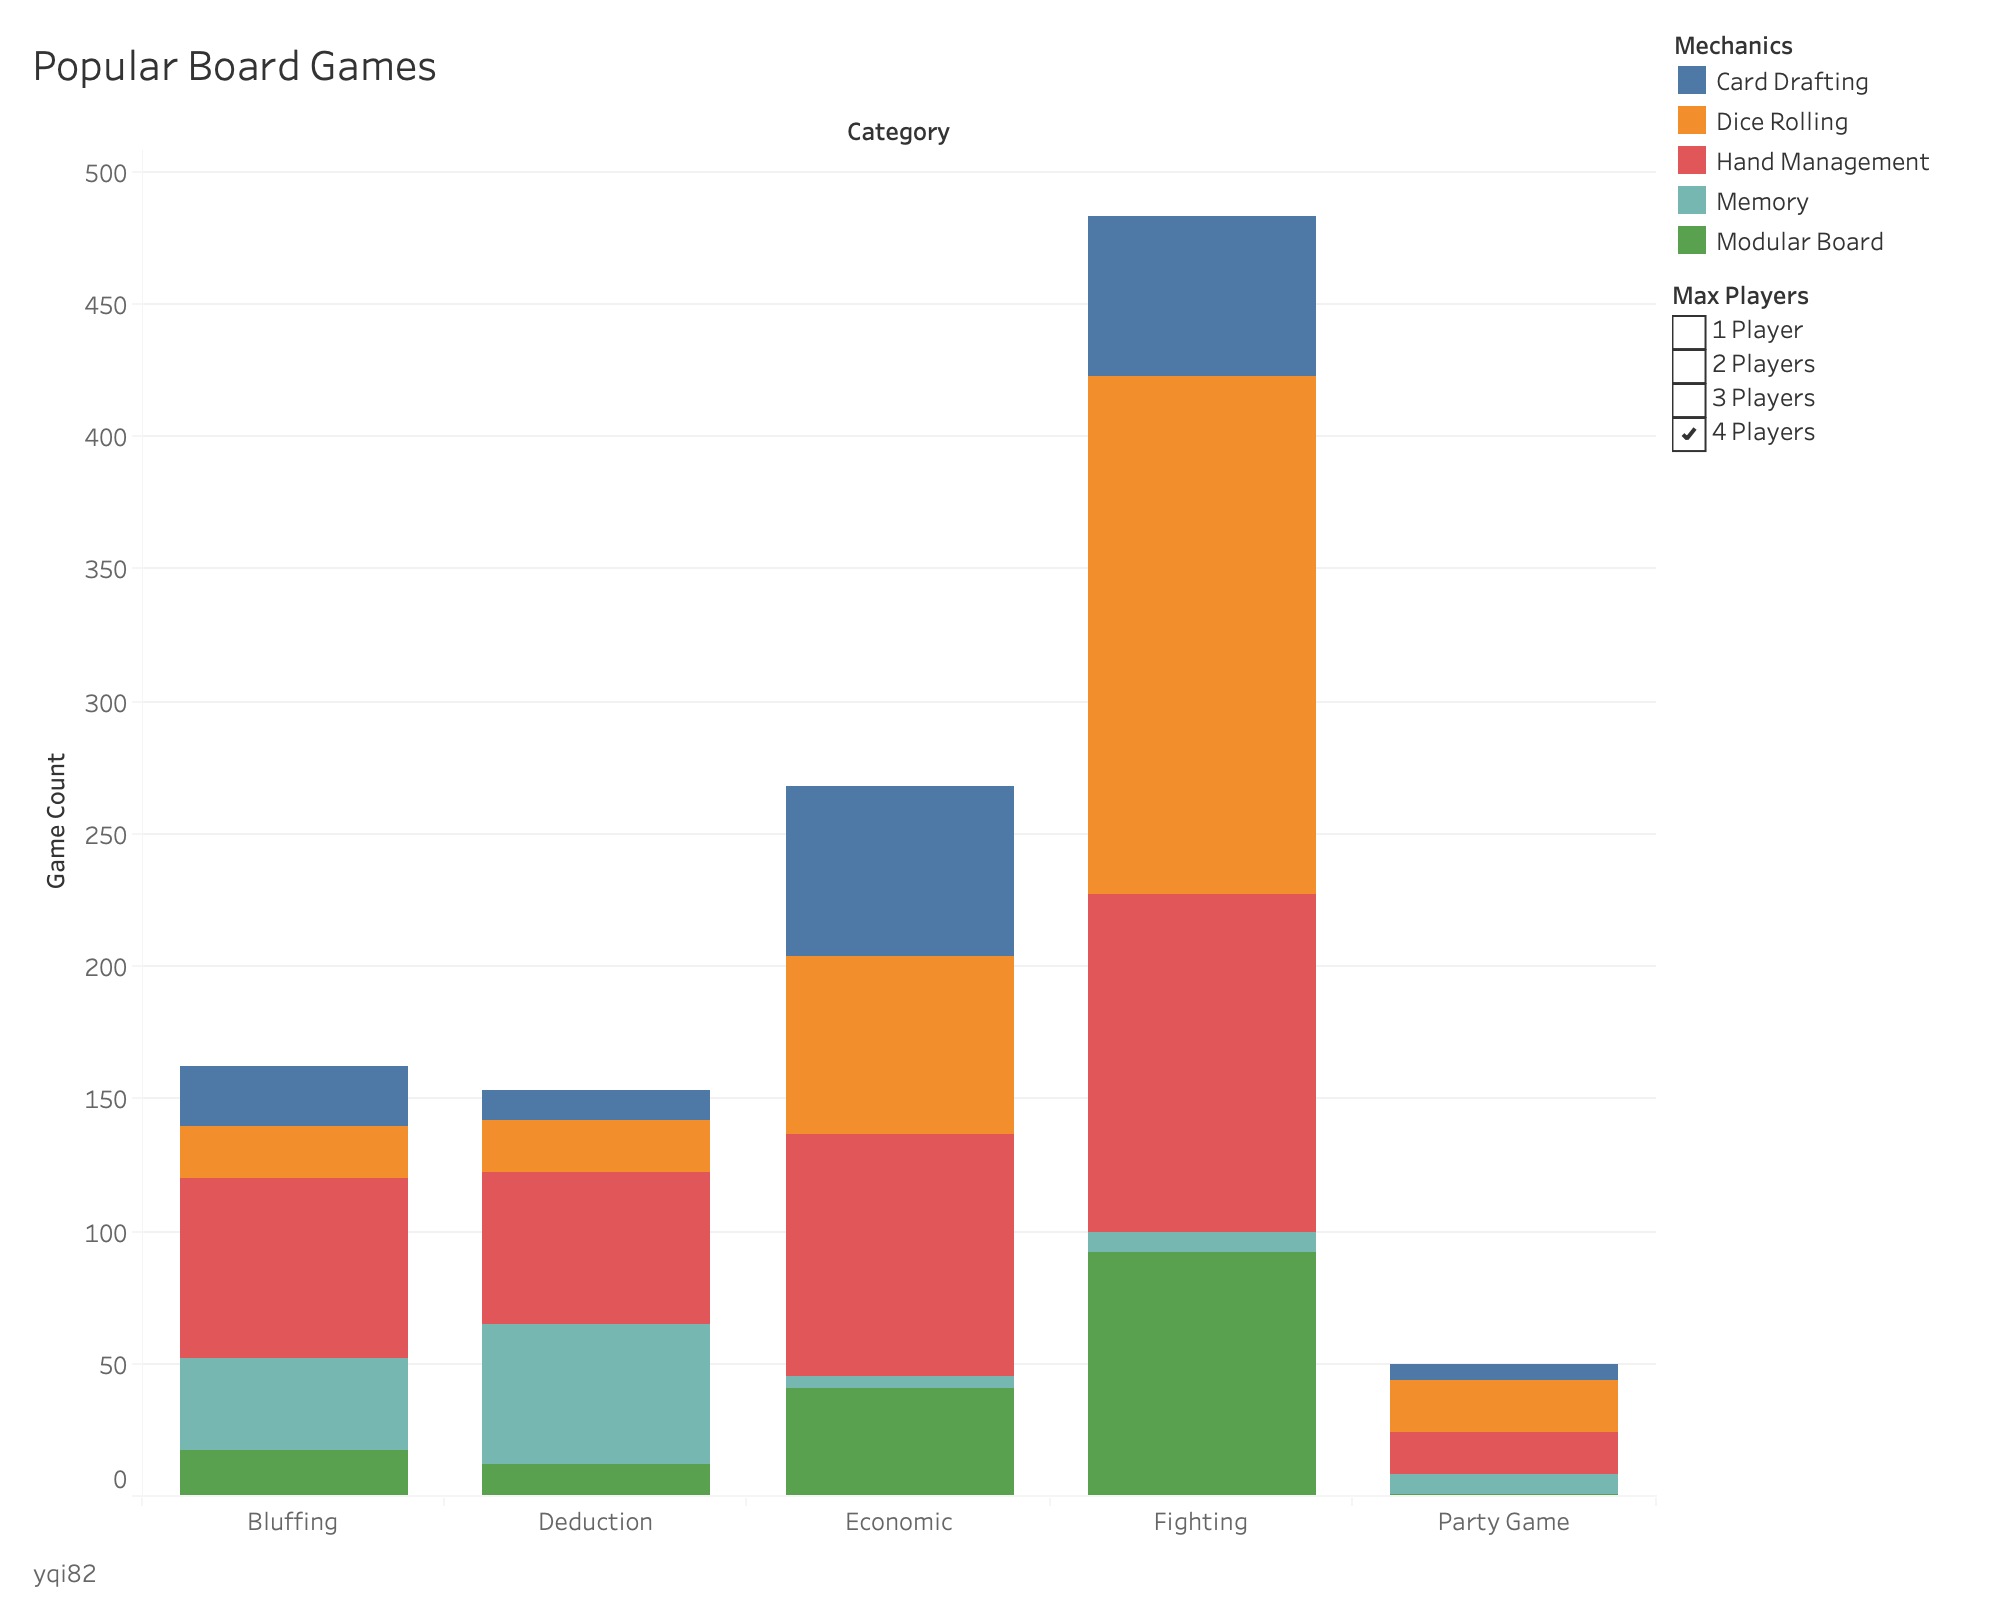 Popular Board Games
Category
Game Count
500
450
400
350
300
250
200
150
100
50
0
Bluffing
Deduction
Economic
Fighting
Party Game
yqi82
Mechanics
Card Drafting
Dice Rolling
Hand Management
Memory
Modular Board
Max Players
1 Player
2 Players
3 Players
4 Players